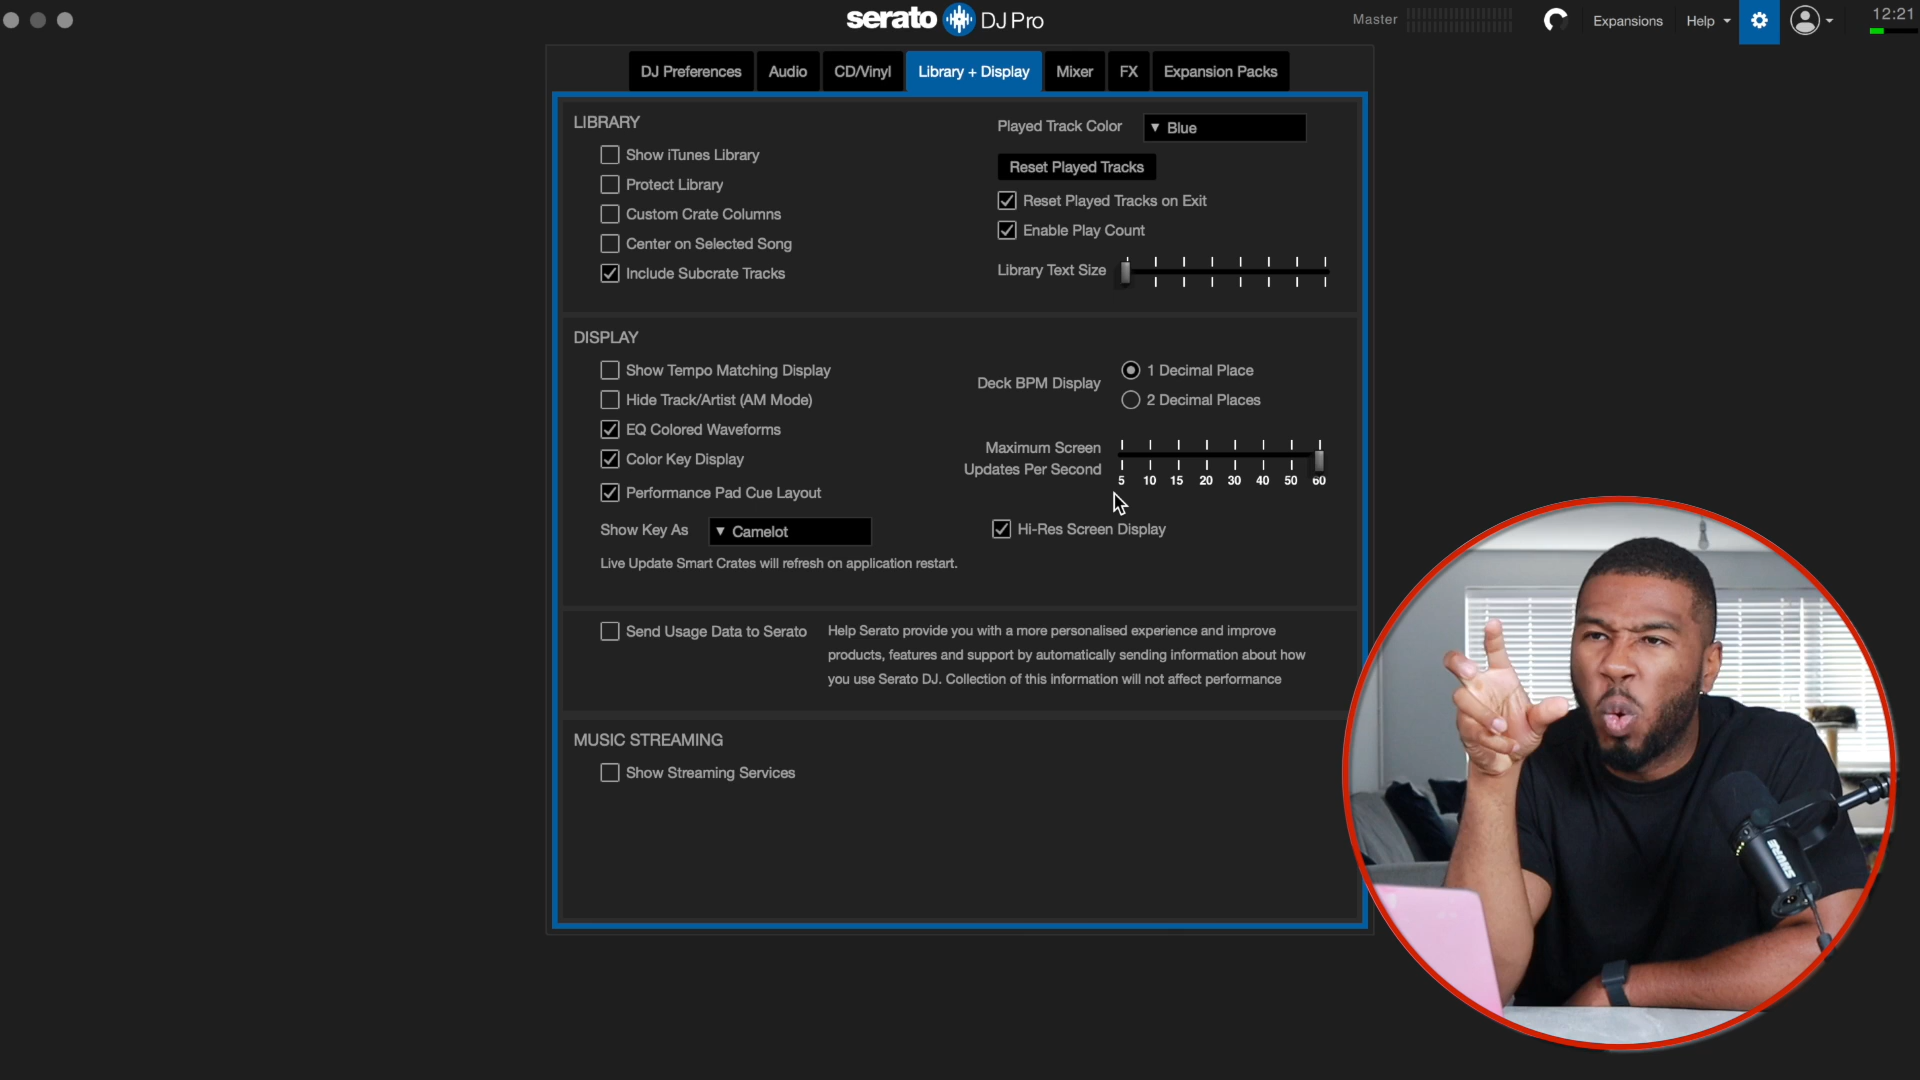 serato DJ Pro
Master
Expansions
Help
12:21
DJ Preferences
Audio
CD/Vinyl
Library + Display
Mixer
FX
Expansion Packs
LIBRARY
Show iTunes Library
Protect Library
Custom Crate Columns
Center on Selected Song
Include Subcrate Tracks
Played Track Color
Blue
Reset Played Tracks
Reset Played Tracks on Exit
Enable Play Count
Library Text Size
DISPLAY
Show Tempo Matching Display
Hide Track/Artist (AM Mode)
EQ Colored Waveforms
Color Key Display
Performance Pad Cue Layout
Show Key As
Camelot
Live Update Smart Crates will refresh on application restart.
Deck BPM Display
1 Decimal Place
2 Decimal Places
Maximum Screen
Updates Per Second
5 10 15 20 30 40 50 60
Hi-Res Screen Display
Send Usage Data to Serato
Help Serato provide you with a more personalised experience and improve
products, features and support by automatically sending information about how
you use Serato DJ. Collection of this information will not affect performance
MUSIC STREAMING
Show Streaming Services
SHURE